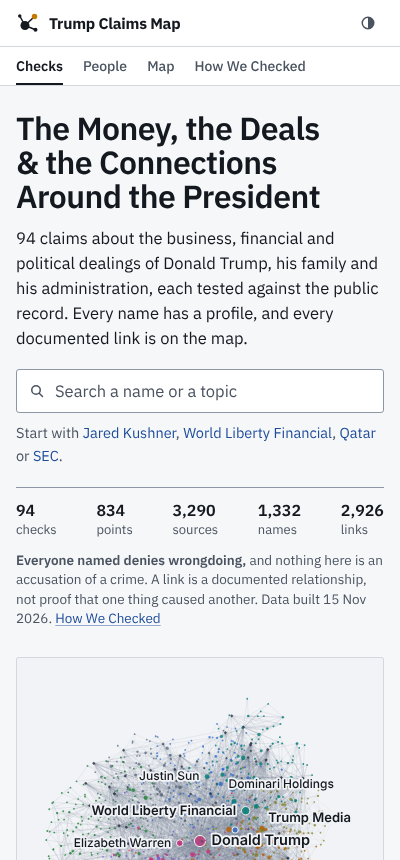 Trump Claims Map
Checks People Map How We Checked
The Money, the Deals
& the Connections
Around the President
94 claims about the business, financial and
political dealings of Donald Trump, his family and
his administration, each tested against the public
record. Every name has a profile, and every
documented link is on the map.
Search a name or a topic
Start with Jared Kushner, World Liberty Financial, Qatar
or SEC.
94 834 3,290 1,332 2,926
checks points sources names links
Everyone named denies wrongdoing, and nothing here is an
accusation of a crime. A link is a documented relationship,
not proof that one thing caused another. Data built 15 Nov
2026. How We Checked
Justin Sun
Dominari Holdings
World Liberty Financial
Trump Media
Elizabeth Warren
Donald Trump